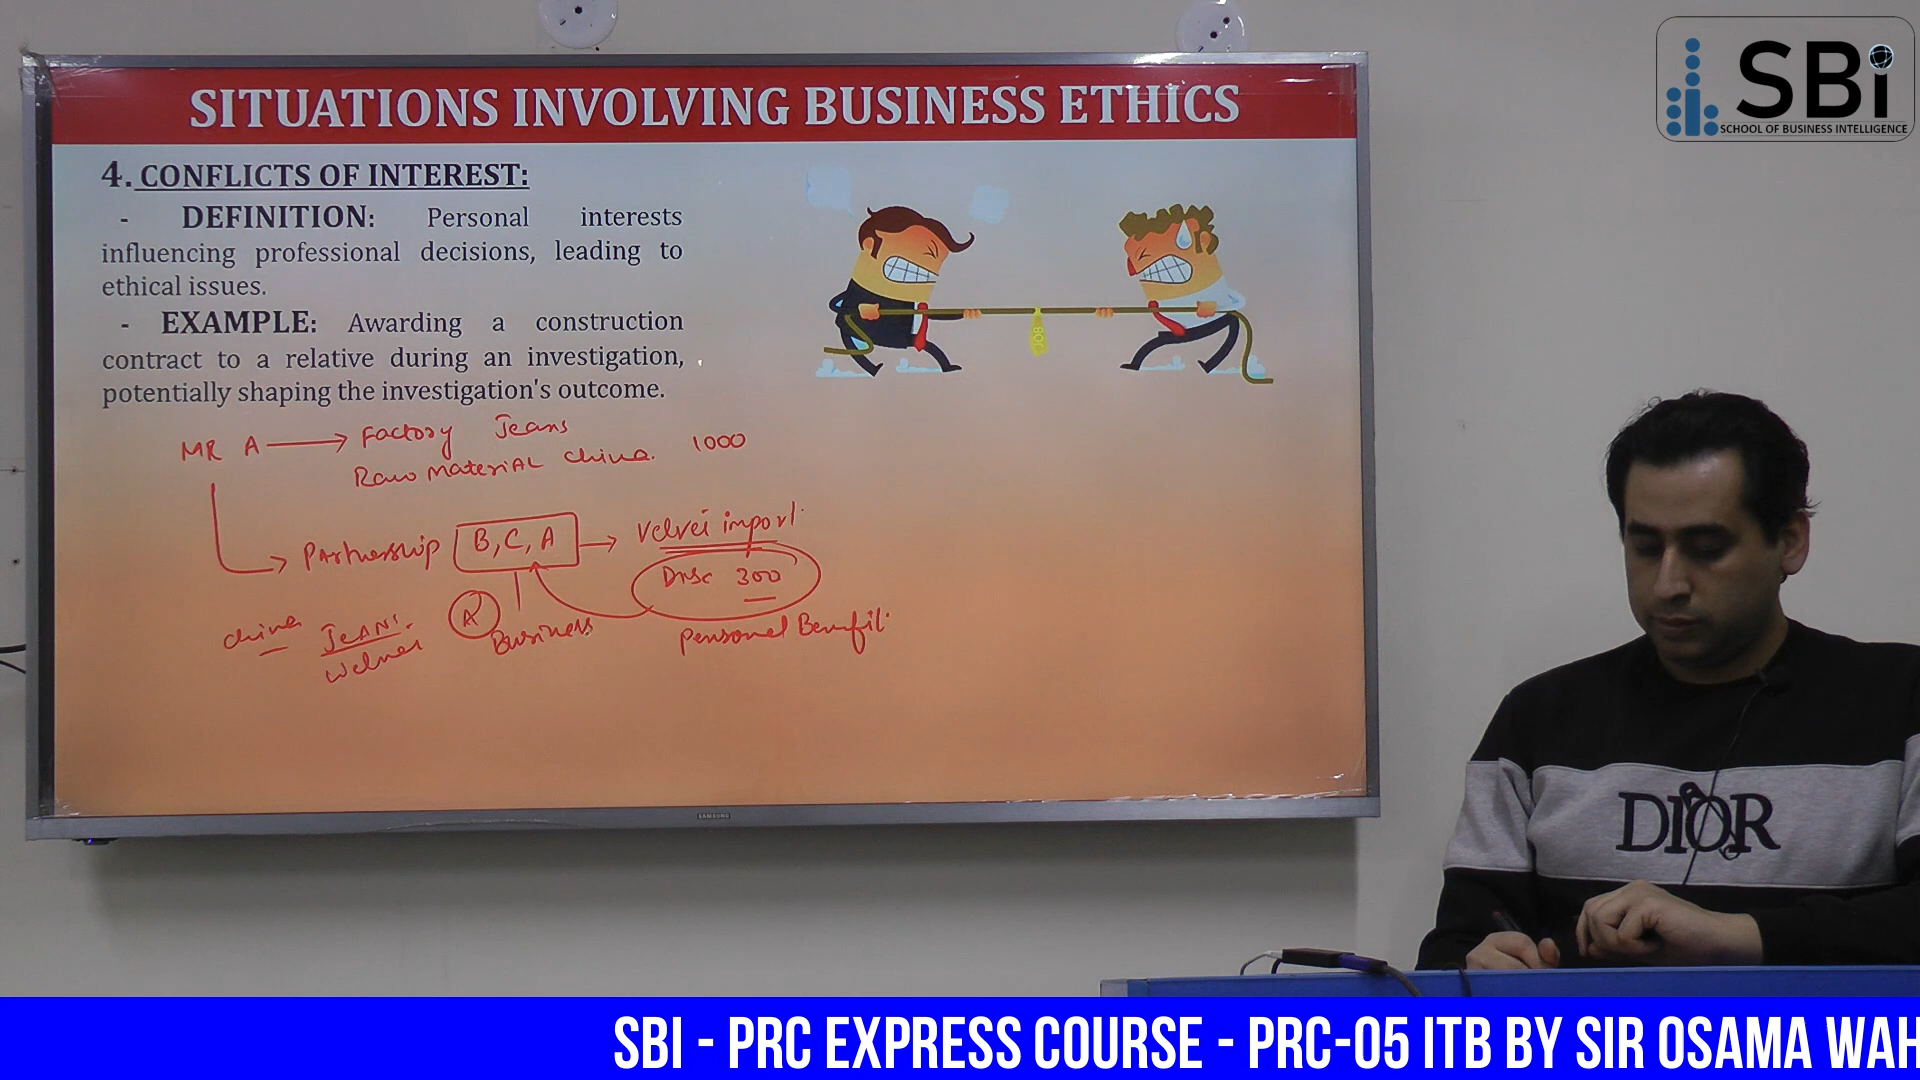 SBi
SCHOOL OF BUSINESS INTELLIGENCE
SITUATIONS INVOLVING BUSINESS ETHICS
4. CONFLICTS OF INTEREST:
- DEFINITION: Personal interests
influencing professional decisions, leading to
ethical issues.
- EXAMPLE: Awarding a construction
contract to a relative during an investigation,
potentially shaping the investigation's outcome.
JOB
MR A → Factory Jeans
Raw MateriAL china. 1000
PArtnership B, C, A → Velvet import.
Disc 300
china JeANS. A Business Personal Benefit.
SAMSUNG
DIOR
SBI - PRC EXPRESS COURSE - PRC-05 ITB BY SIR OSAMA WAH